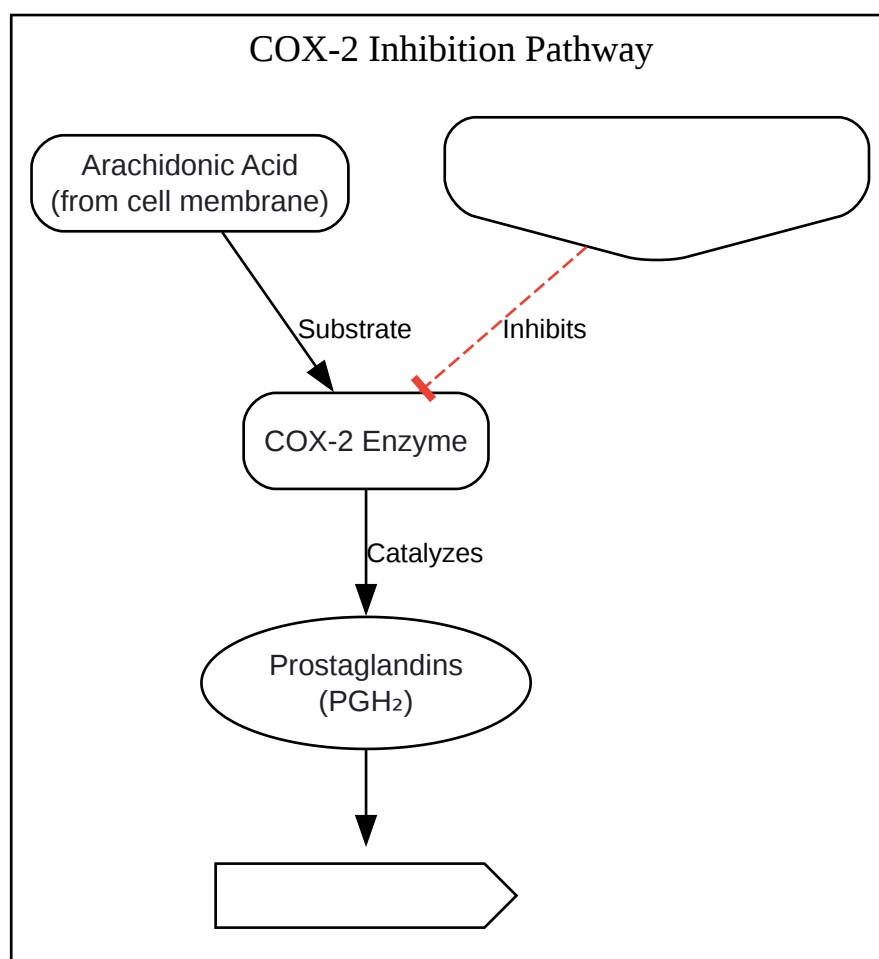 COX-2 Inhibition Pathway
Arachidonic Acid
(from cell membrane)
Substrate
Inhibits
COX-2 Enzyme
Catalyzes
Prostaglandins
(PGH₂)